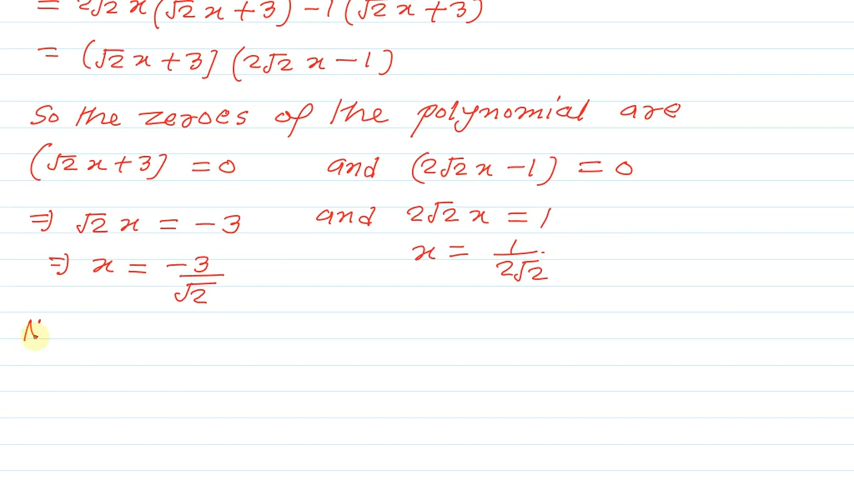 = 2√2 x (√2 x + 3) - 1 (√2 x + 3)
= (√2 x + 3) (2√2 x - 1)
So the zeroes of the polynomial are
(√2 x + 3) = 0 and (2√2 x - 1) = 0
⇒ √2 x = - 3 and 2√2 x = 1
⇒ x = -3/√2 x = 1/2√2